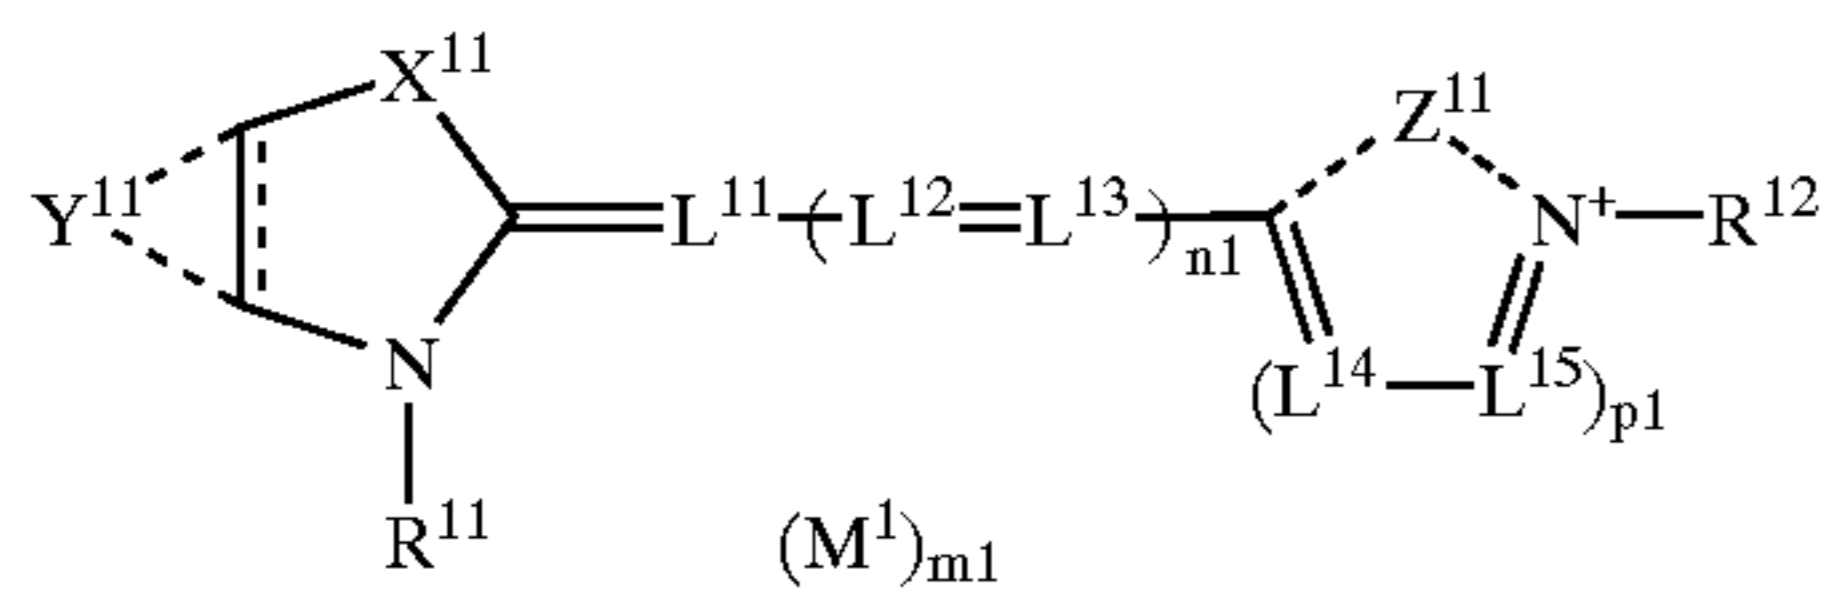 X¹¹
Z¹¹
Y¹¹ =L¹¹—(L¹²=L¹³—)n1 N⁺—R¹²
N (L¹⁴—L¹⁵)p1
R¹¹ (M¹)m1